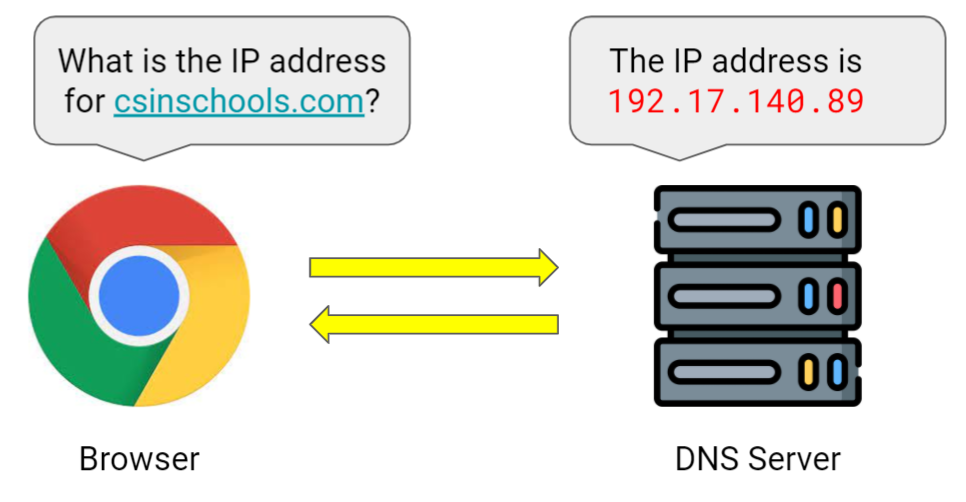 What is the IP address
for csinschools.com?
The IP address is
192.17.140.89
Browser
DNS Server